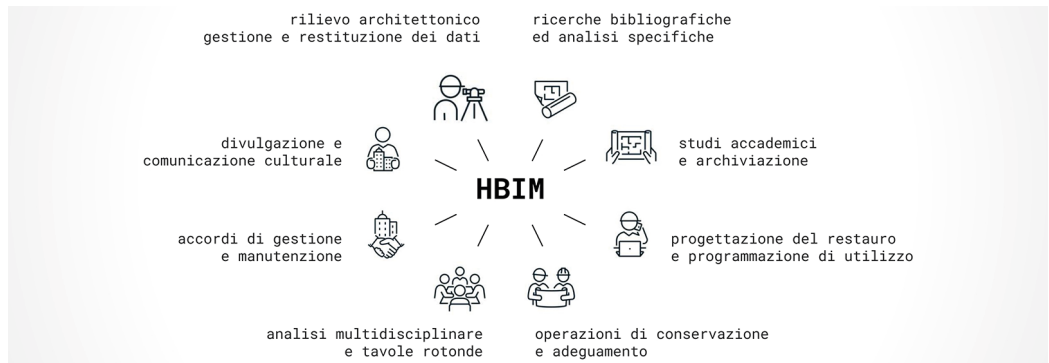 rilievo architettonico
gestione e restituzione dei dati
ricerche bibliografiche
ed analisi specifiche
divulgazione e
comunicazione culturale
studi accademici
e archiviazione
HBIM
accordi di gestione
e manutenzione
progettazione del restauro
e programmazione di utilizzo
analisi multidisciplinare
e tavole rotonde
operazioni di conservazione
e adeguamento